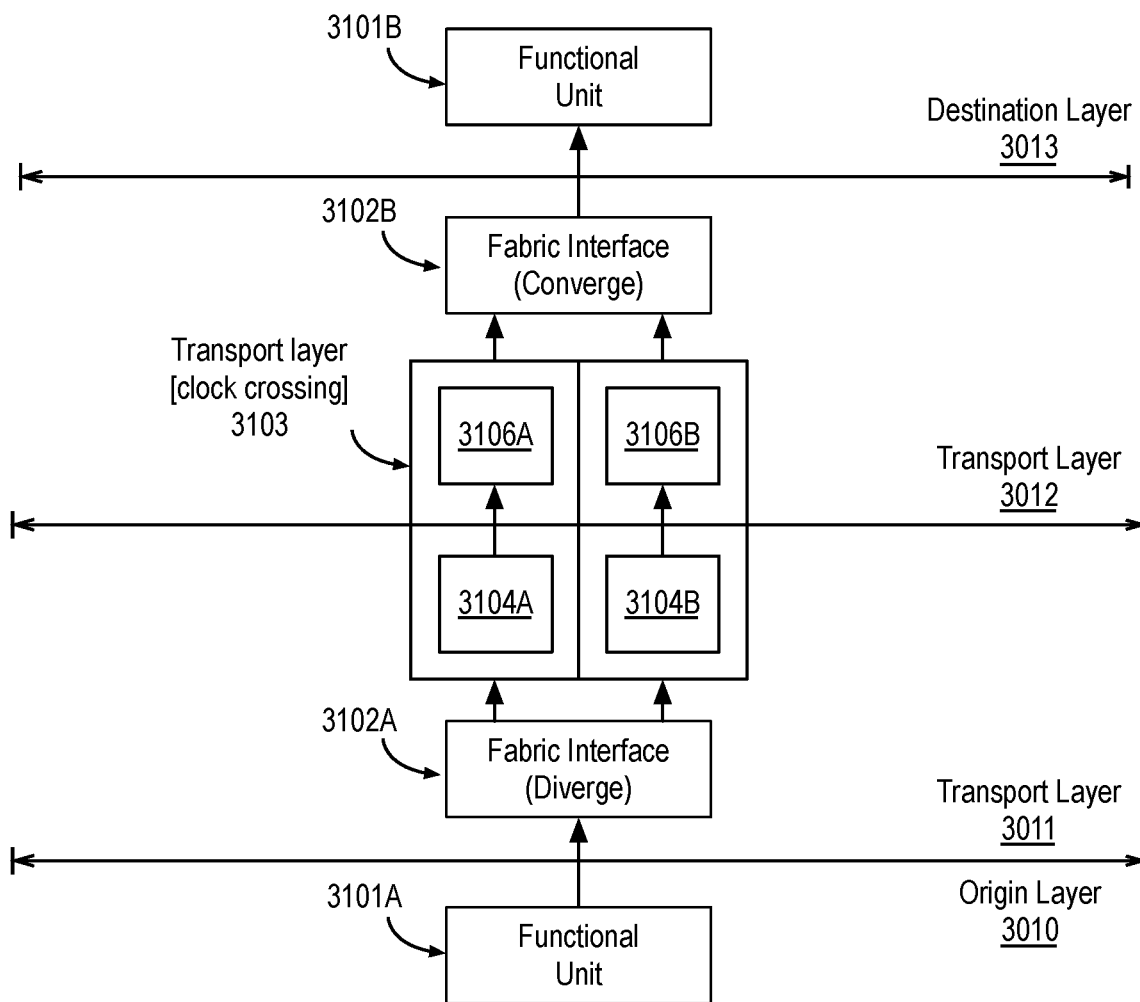 3101B
Functional
Unit
Destination Layer
3013
3102B
Fabric Interface
(Converge)
Transport layer
[clock crossing]
3103
3106A
3106B
Transport Layer
3012
3104A
3104B
3102A
Fabric Interface
(Diverge)
Transport Layer
3011
3101A
Functional
Unit
Origin Layer
3010